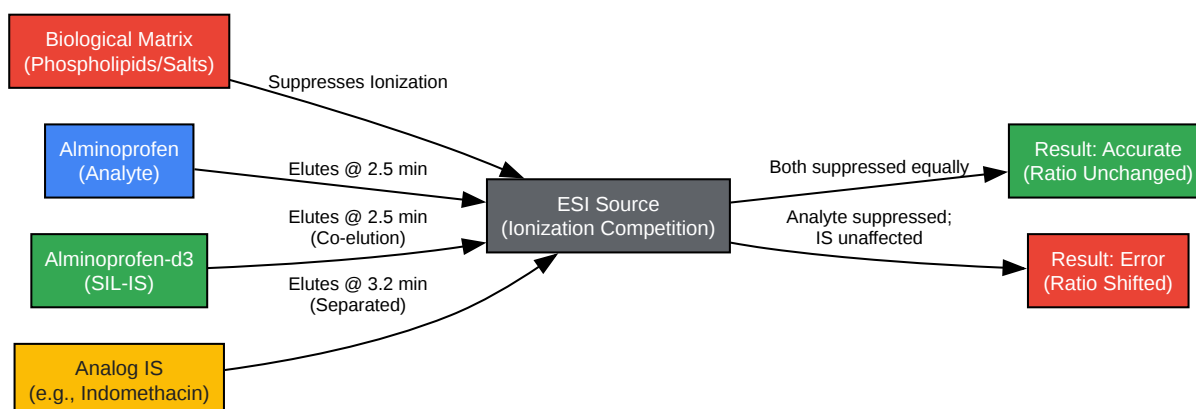 Biological Matrix
(Phospholipids/Salts)
Suppresses Ionization
Alminoprofen
(Analyte)
Elutes @ 2.5 min
Alminoprofen-d3
(SIL-IS)
Elutes @ 2.5 min
(Co-elution)
Analog IS
(e.g., Indomethacin)
Elutes @ 3.2 min
(Separated)
ESI Source
(Ionization Competition)
Both suppressed equally
Result: Accurate
(Ratio Unchanged)
Analyte suppressed;
IS unaffected
Result: Error
(Ratio Shifted)